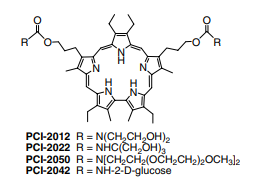 O
O
R
O
O
R
NH
N
N
NH
HN
PCI-2012 R = N(CH₂CH₂OH)₂
PCI-2022 R = NHC(CH₂OH)₃
PCI-2050 R = N[CH₂CH₂(OCH₂CH₂)₂OCH₃]₂
PCI-2042 R = NH-2-D-glucose